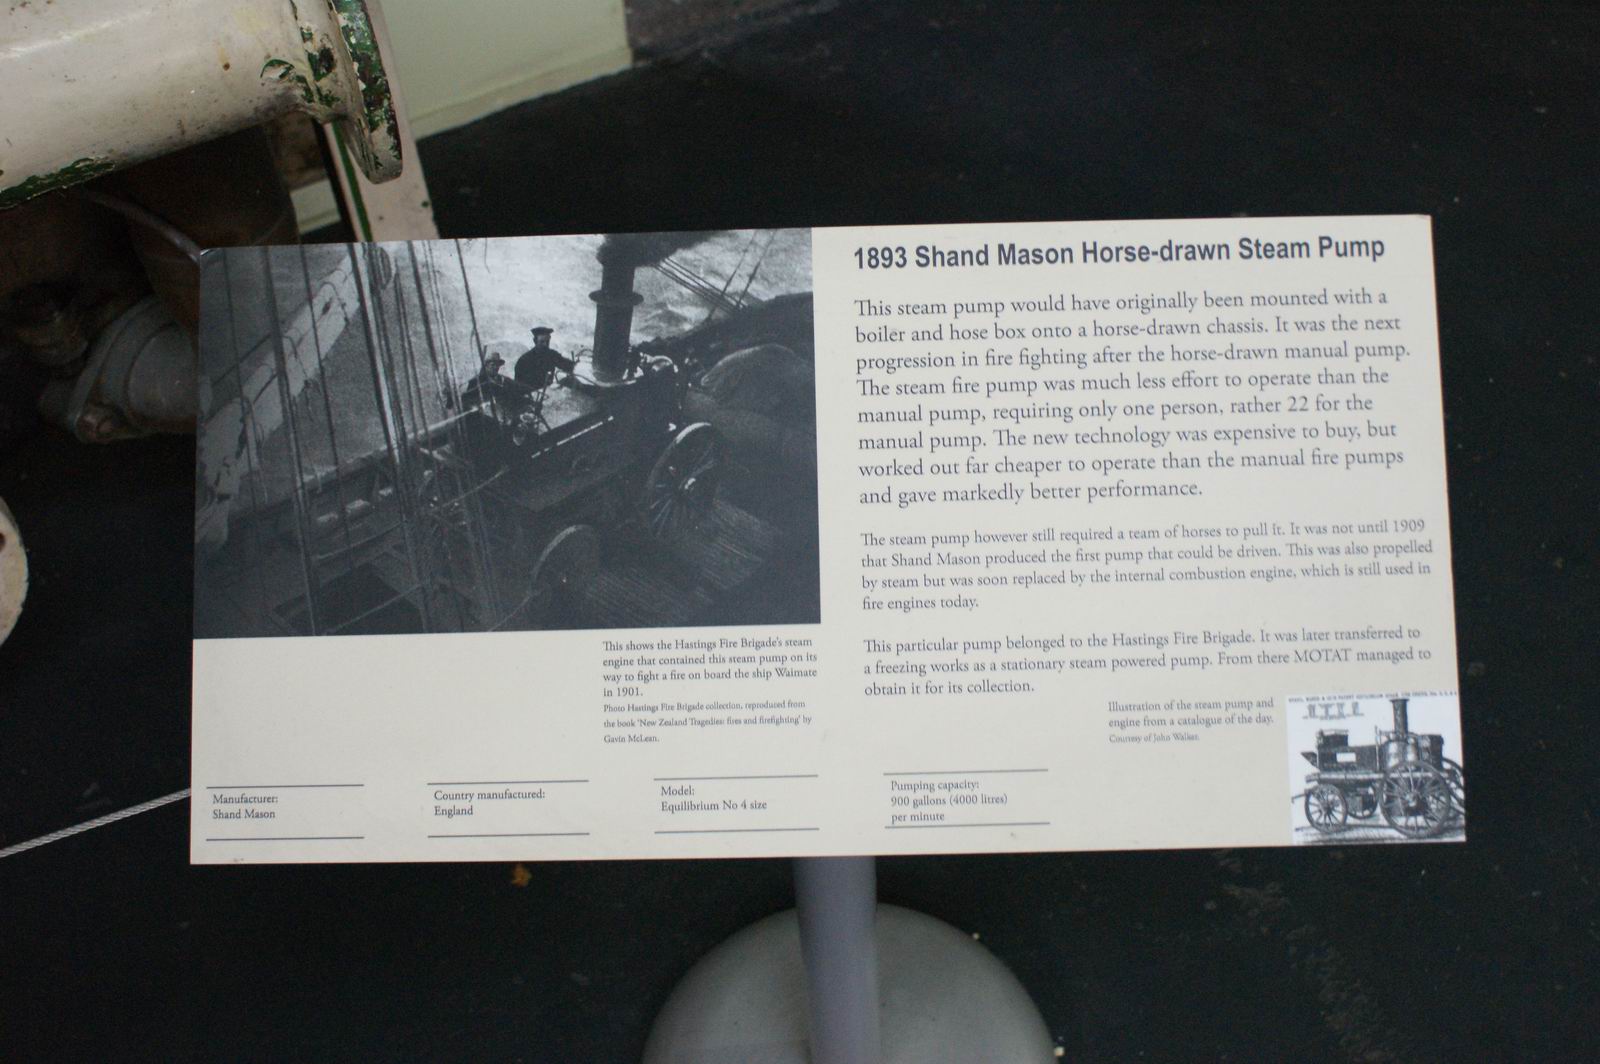 1893 Shand Mason Horse-drawn Steam Pump
This steam pump would have originally been mounted with a
boiler and hose box onto a horse-drawn chassis. It was the next
progression in fire fighting after the horse-drawn manual pump.
The steam fire pump was much less effort to operate than the
manual pump, requiring only one person, rather 22 for the
manual pump. The new technology was expensive to buy, but
worked out far cheaper to operate than the manual fire pumps
and gave markedly better performance.
The steam pump however still required a team of horses to pull it. It was not until 1909
that Shand Mason produced the first pump that could be driven. This was also propelled
by steam but was soon replaced by the internal combustion engine, which is still used in
fire engines today.
This particular pump belonged to the Hastings Fire Brigade. It was later transferred to
a freezing works as a stationary steam powered pump. From there MOTAT managed to
obtain it for its collection.
This shows the Hastings Fire Brigade's steam
engine that contained this steam pump on its
way to fight a fire on board the ship Waimate
in 1901.
Photo Hastings Fire Brigade collection, reproduced from
the book 'New Zealand Tragedies: fires and firefighting' by
Gavin McLean.
Illustration of the steam pump and
engine from a catalogue of the day.
Courtesy of John Walker.
Manufacturer:
Shand Mason
Country manufactured:
England
Model:
Equilibrium No 4 size
Pumping capacity:
900 gallons (4000 litres)
per minute